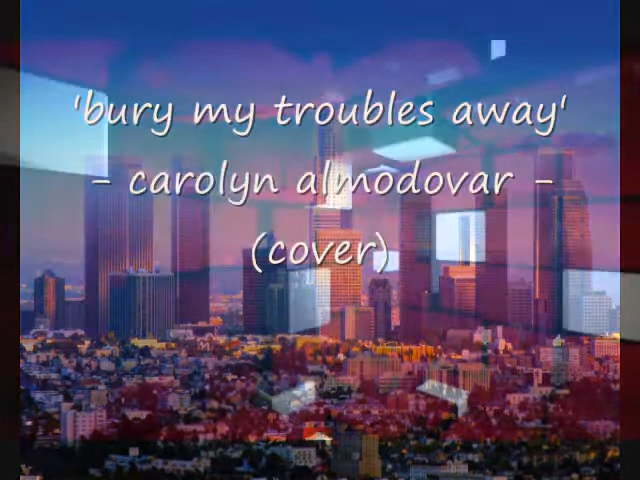 'bury my troubles away'
- carolyn almodovar -
(cover)